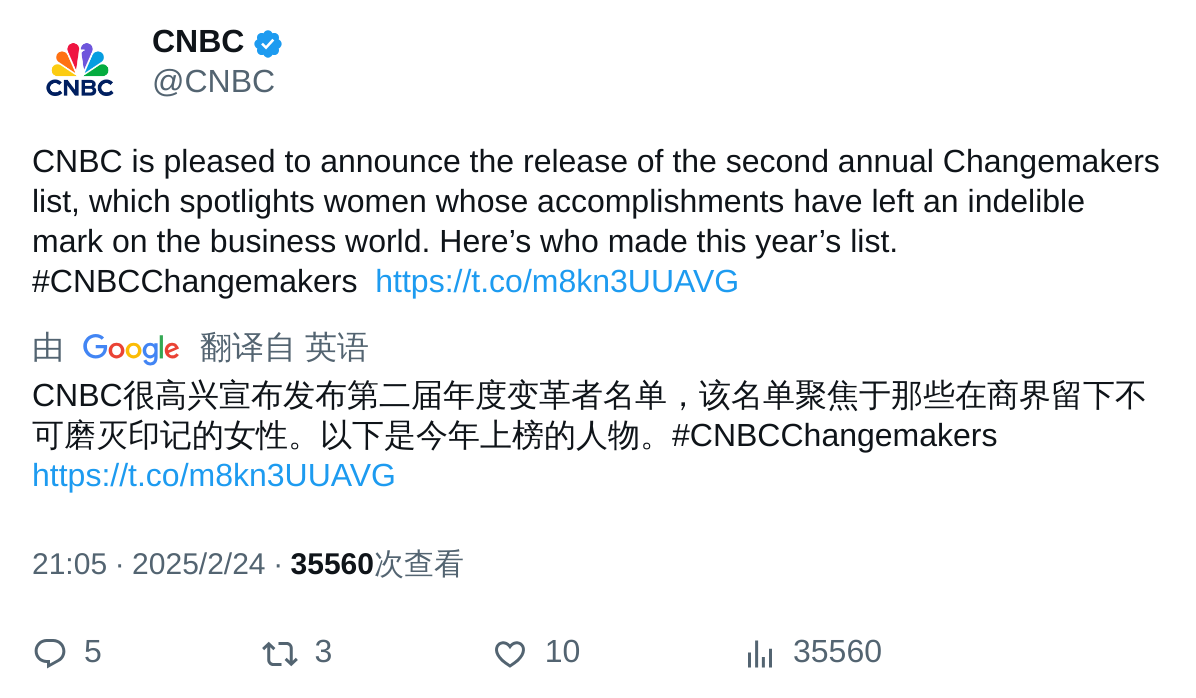 CNBC
CNBC
@CNBC
CNBC is pleased to announce the release of the second annual Changemakers
list, which spotlights women whose accomplishments have left an indelible
mark on the business world. Here’s who made this year’s list.
#CNBCChangemakers https://t.co/m8kn3UUAVG
由 Google 翻译自 英语
CNBC很高兴宣布发布第二届年度变革者名单，该名单聚焦于那些在商界留下不
可磨灭印记的女性。以下是今年上榜的人物。#CNBCChangemakers
https://t.co/m8kn3UUAVG
21:05 · 2025/2/24 · 35560次查看
5 3 10 35560